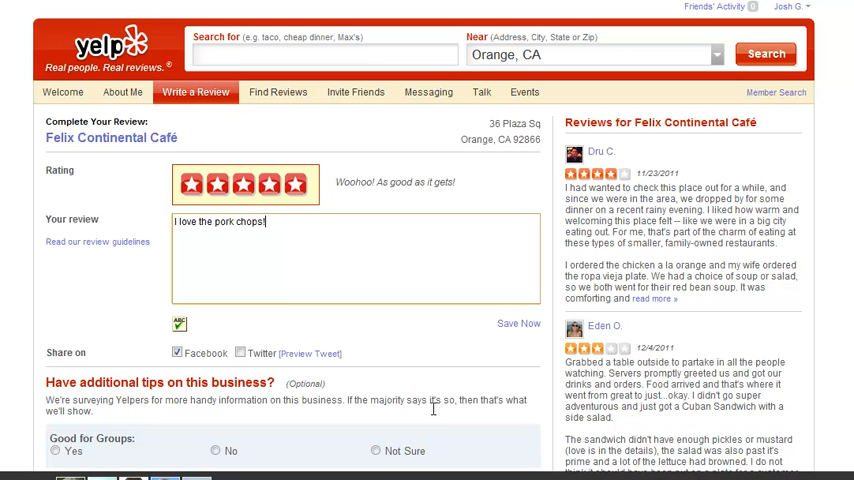 Friends' Activity 0 Josh G.
yelp
Real people. Real reviews.®
Search for (e.g. taco, cheap dinner, Max's)
Near (Address, City, State or Zip)
Orange, CA
Search
Welcome About Me Write a Review Find Reviews Invite Friends Messaging Talk Events Member Search
Complete Your Review:
Felix Continental Café
36 Plaza Sq
Orange, CA 92866
Rating
Woohoo! As good as it gets!
Your review
Read our review guidelines
I love the pork chops!
ABC
Save Now
Share on Facebook Twitter [Preview Tweet]
Have additional tips on this business? (Optional)
We're surveying Yelpers for more handy information on this business. If the majority says it's so, then that's what
we'll show.
Good for Groups:
Yes No Not Sure
Reviews for Felix Continental Café
Dru C.
11/23/2011
I had wanted to check this place out for a while, and
since we were in the area, we dropped by for some
dinner on a recent rainy evening. I liked how warm and
welcoming this place felt -- like we were in a big city
eating out. For me, that's part of the charm of eating at
these types of smaller, family-owned restaurants.
I ordered the chicken a la orange and my wife ordered
the ropa vieja plate. We had a choice of soup or salad,
so we both went for their red bean soup. It was
comforting and read more »
Eden O.
12/4/2011
Grabbed a table outside to partake in all the people
watching. Servers promptly greeted us and got our
drinks and orders. Food arrived and that's where it
went from great to just...okay. I didn't go super
adventurous and just got a Cuban Sandwich with a
side salad.
The sandwich didn't have enough pickles or mustard
(love is in the details), the salad was also past it's
prime and a lot of the lettuce had browned. I do not